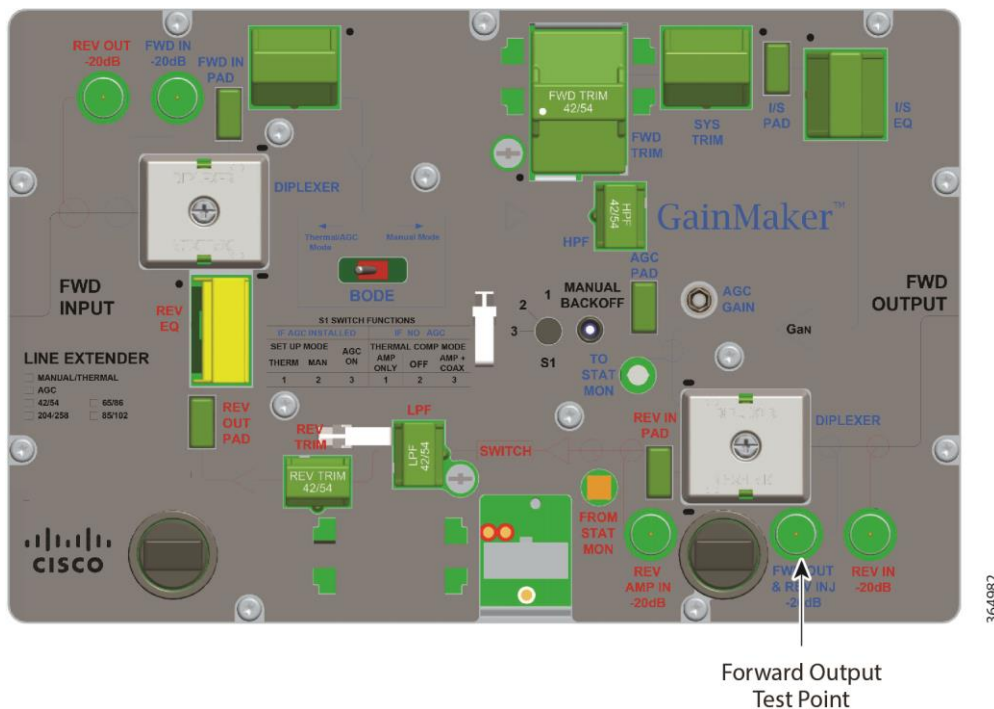 REV OUT
-20dB
FWD IN
-20dB
FWD IN
PAD
FWD TRIM
42/54
FWD
TRIM
SYS
TRIM
I/S
PAD
I/S
EQ
DIPLEXER
HPF
42/54
HPF
GainMaker™
Thermal/AGC
Mode
Manual Mode
BODE
AGC
PAD
AGC
GAIN
FWD
INPUT
REV
EQ
1
2
3
S1
MANUAL
BACKOFF
TO
STAT
MON
GaN
FWD
OUTPUT
S1 SWITCH FUNCTIONS
IF AGC INSTALLED IF NO AGC
SET UP MODE AGC ON THERMAL COMP MODE
THERM MAN AMP ONLY OFF AMP + COAX
1 2 3 1 2 3
LINE EXTENDER
MANUAL/THERMAL
AGC
42/54 65/86
204/258 85/102
REV
OUT
PAD
REV
TRIM
LPF
LPF
42/54
REV TRIM
42/54
SWITCH
REV IN
PAD
DIPLEXER
FROM
STAT
MON
CISCO
REV
AMP IN
-20dB
FWD OUT
& REV INJ
-20dB
REV IN
-20dB
364982
Forward Output
Test Point